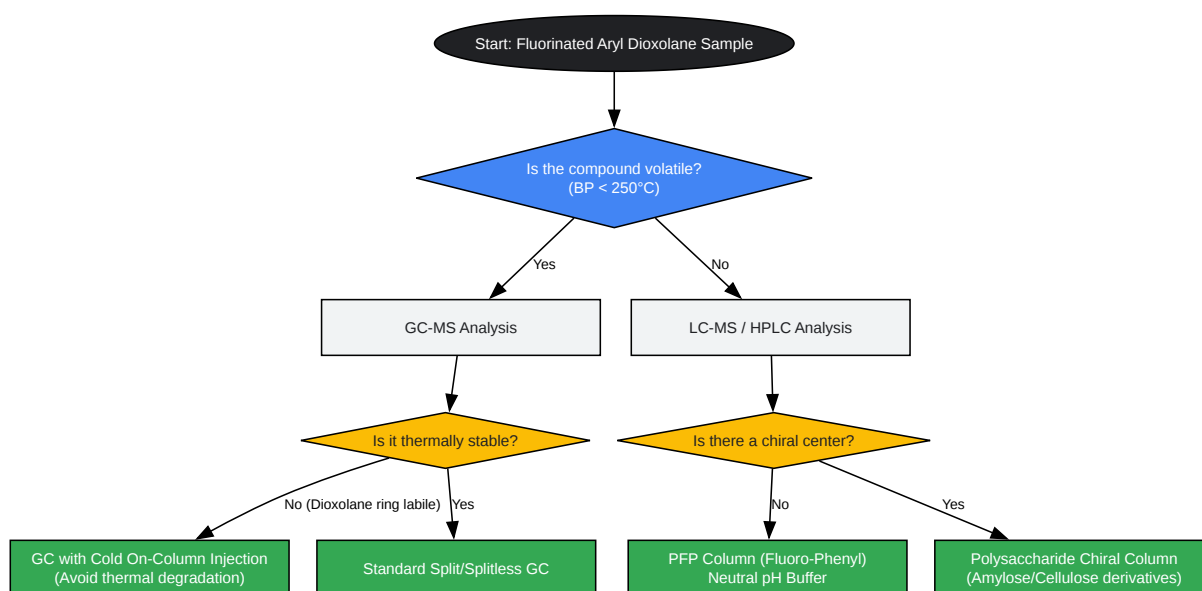 Start: Fluorinated Aryl Dioxolane Sample
Is the compound volatile?
(BP < 250°C)
Yes
No
GC-MS Analysis
LC-MS / HPLC Analysis
Is it thermally stable?
Is there a chiral center?
No (Dioxolane ring labile)
Yes
No
Yes
GC with Cold On-Column Injection
(Avoid thermal degradation)
Standard Split/Splitless GC
PFP Column (Fluoro-Phenyl)
Neutral pH Buffer
Polysaccharide Chiral Column
(Amylose/Cellulose derivatives)